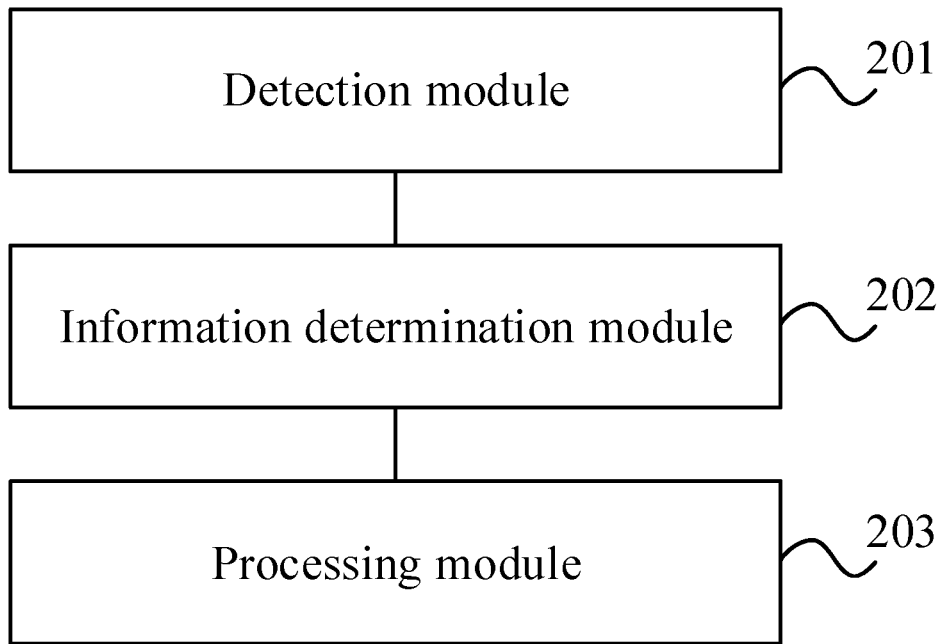 Detection module
201
Information determination module
202
Processing module
203